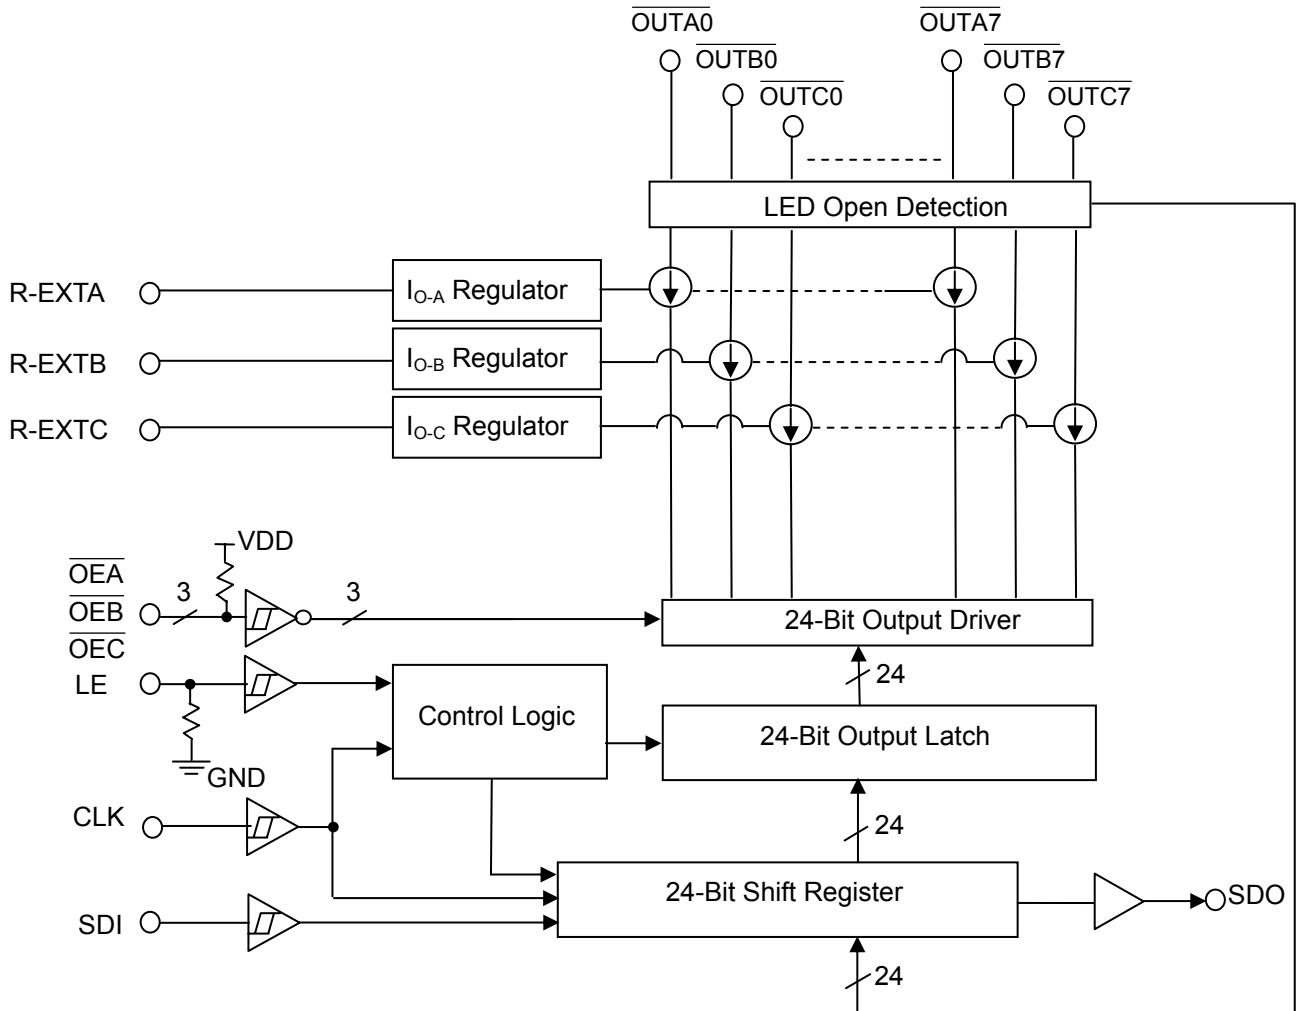 OUTA0
OUTA7
OUTB0
OUTB7
OUTC0
OUTC7
LED Open Detection
R-EXTA
IO-A Regulator
R-EXTB
IO-B Regulator
R-EXTC
IO-C Regulator
VDD
OEA
3
3
OEB
24-Bit Output Driver
OEC
LE
24
Control Logic
24-Bit Output Latch
GND
CLK
24
24-Bit Shift Register
SDO
SDI
24